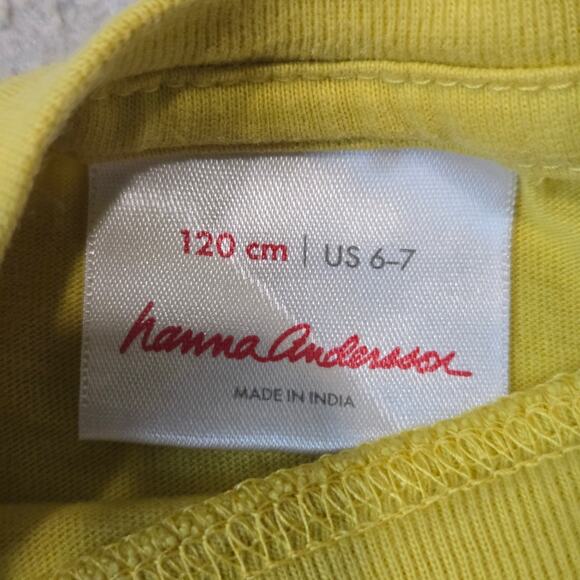 120 cm | US 6–7
hanna Andersson
MADE IN INDIA